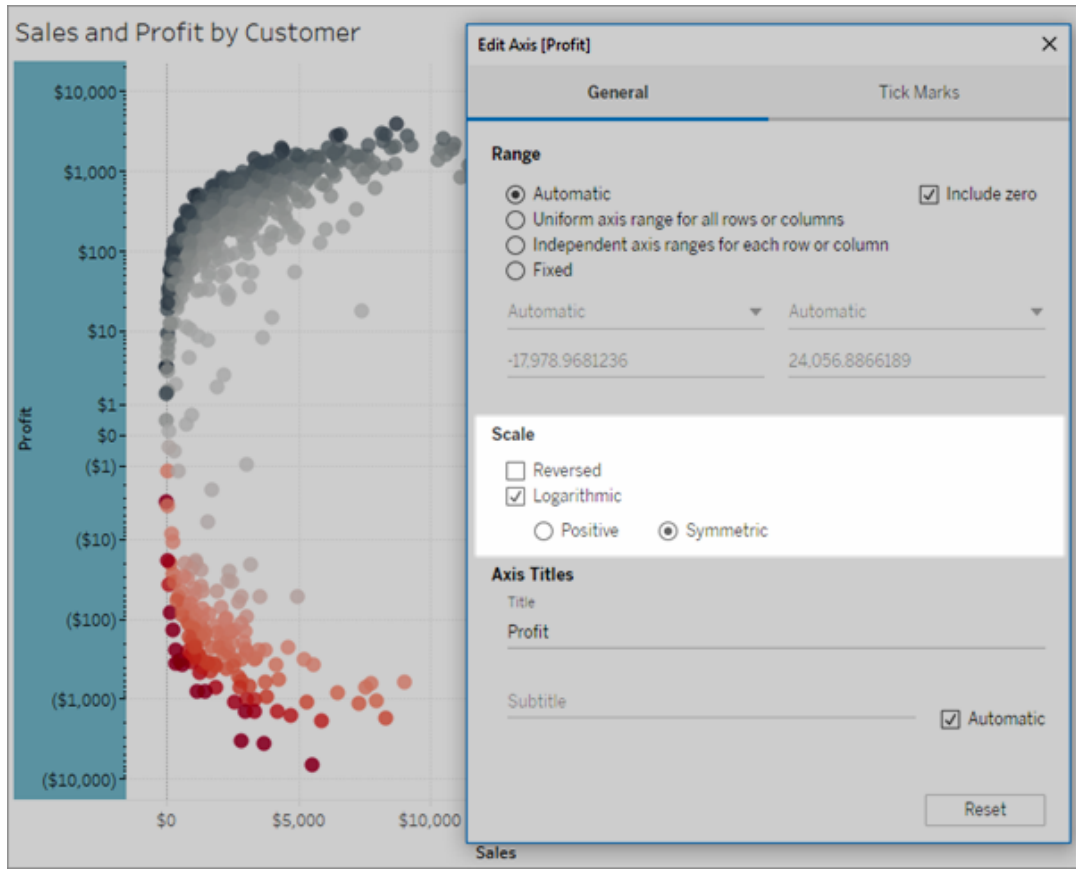 Sales and Profit by Customer
$10,000
$1,000
$100
$10
$1
$0
($1)
($10)
($100)
($1,000)
($10,000)
Profit
$0
$5,000
$10,000
Sales
Edit Axis [Profit]
General
Tick Marks
Range
Automatic
Include zero
Uniform axis range for all rows or columns
Independent axis ranges for each row or column
Fixed
Automatic
Automatic
-17,978.9681236
24,056.8866189
Scale
Reversed
Logarithmic
Positive
Symmetric
Axis Titles
Title
Profit
Subtitle
Automatic
Reset